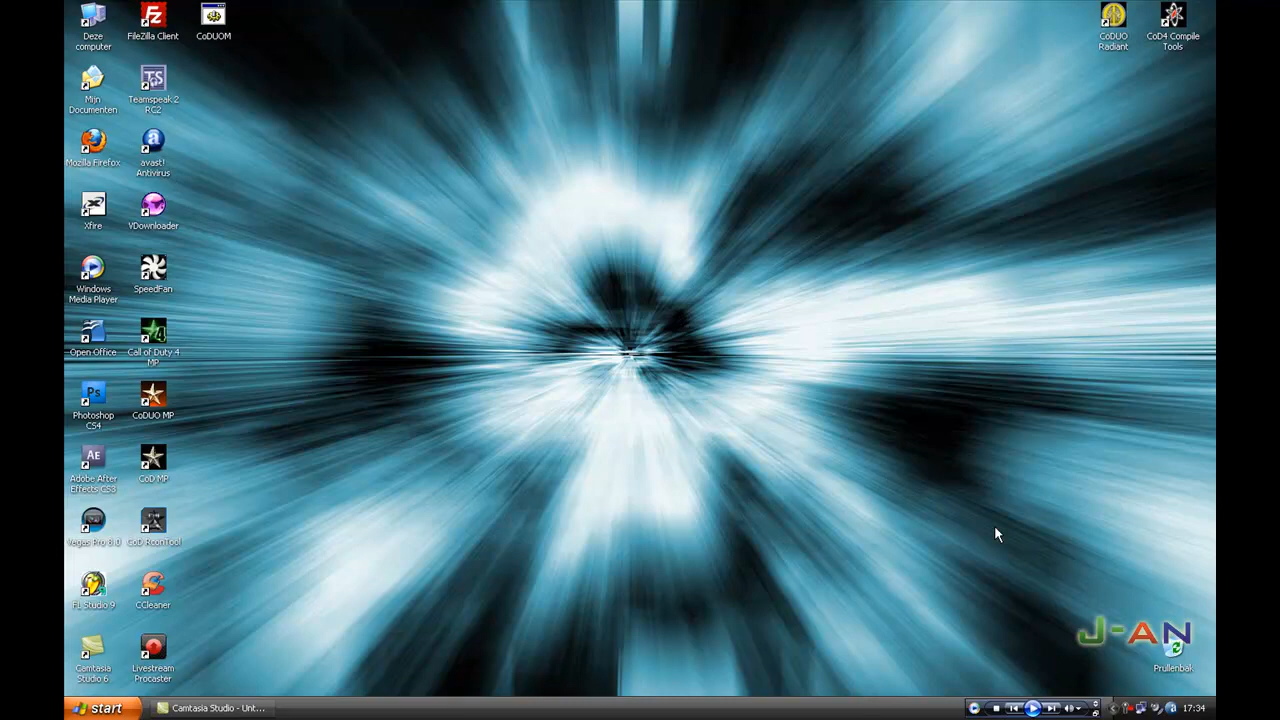 Deze
computer
FileZilla Client
CoDUOM
CoDUO
Radiant
CoD4 Compile
Tools
Mijn
Documenten
Teamspeak 2
RC2
Mozilla Firefox
avast!
Antivirus
Xfire
VDownloader
Windows
Media Player
SpeedFan
Open Office
Call of Duty 4
MP
Photoshop
CS4
CoDUO MP
Adobe After
Effects CS3
CoD MP
Vegas Pro 8.0
CoD RconTool
FL Studio 9
CCleaner
Camtasia
Studio 6
Livestream
Procaster
J-AN
Prullenbak
start
Camtasia Studio - Unt...
17:34